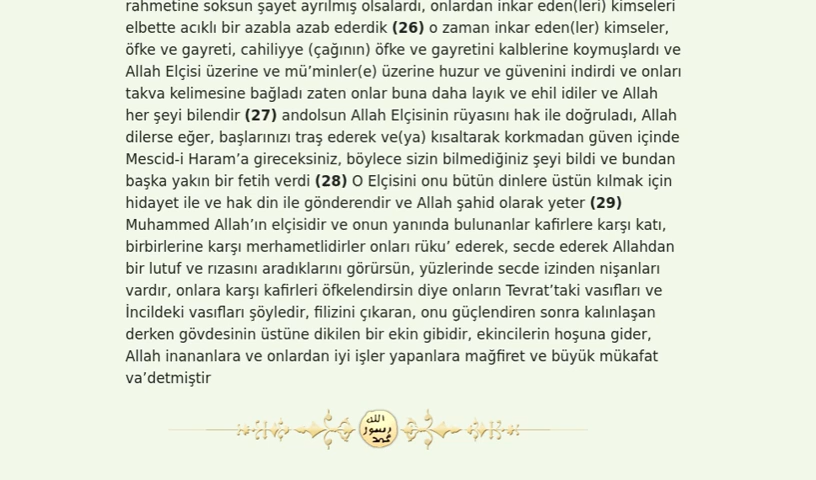 rahmetine soksun şayet ayrılmış olsalardı, onlardan inkar eden(leri) kimseleri
elbette acıklı bir azabla azab ederdik (26) o zaman inkar eden(ler) kimseler,
öfke ve gayreti, cahiliyye (çağının) öfke ve gayretini kalblerine koymuşlardı ve
Allah Elçisi üzerine ve mü’minler(e) üzerine huzur ve güvenini indirdi ve onları
takva kelimesine bağladı zaten onlar buna daha layık ve ehil idiler ve Allah
her şeyi bilendir (27) andolsun Allah Elçisinin rüyasını hak ile doğruladı, Allah
dilerse eğer, başlarınızı traş ederek ve(ya) kısaltarak korkmadan güven içinde
Mescid-i Haram’a gireceksiniz, böylece sizin bilmediğiniz şeyi bildi ve bundan
başka yakın bir fetih verdi (28) O Elçisini onu bütün dinlere üstün kılmak için
hidayet ile ve hak din ile gönderendir ve Allah şahid olarak yeter (29)
Muhammed Allah’ın elçisidir ve onun yanında bulunanlar kafirlere karşı katı,
birbirlerine karşı merhametlidirler onları rüku’ ederek, secde ederek Allahdan
bir lutuf ve rızasını aradıklarını görürsün, yüzlerinde secde izinden nişanları
vardır, onlara karşı kafirleri öfkelendirsin diye onların Tevrat’taki vasıfları ve
İncildeki vasıfları şöyledir, filizini çıkaran, onu güçlendiren sonra kalınlaşan
derken gövdesinin üstüne dikilen bir ekin gibidir, ekincilerin hoşuna gider,
Allah inananlara ve onlardan iyi işler yapanlara mağfiret ve büyük mükafat
va’detmiştir
الله
رسول
محمد